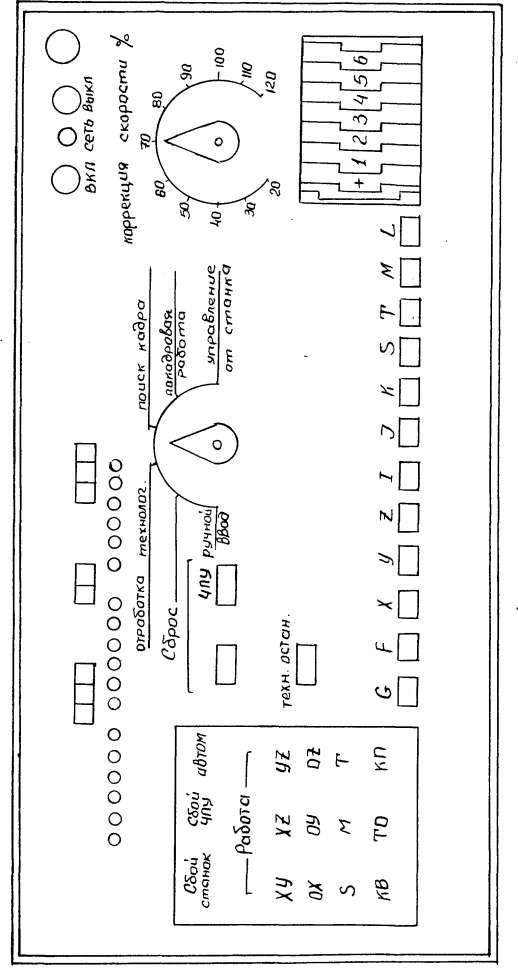 Сбой станок
Сбой ЧПУ
автом
Работа
XY XZ YZ
OX OY OZ
S M T
КВ ТО КП
отработка технолог.
поиск кадра
Сброс
покадровая
работа
ЧПУ
ручной
ввод
управление
от станка
техн. остан.
ВКЛ СЕТЬ ВЫКЛ
коррекция скорости %
20 30 40 50 60 70 80 90 100 110 120
+ 1 2 3 4 5 6
G F X Y Z I J K S T M L